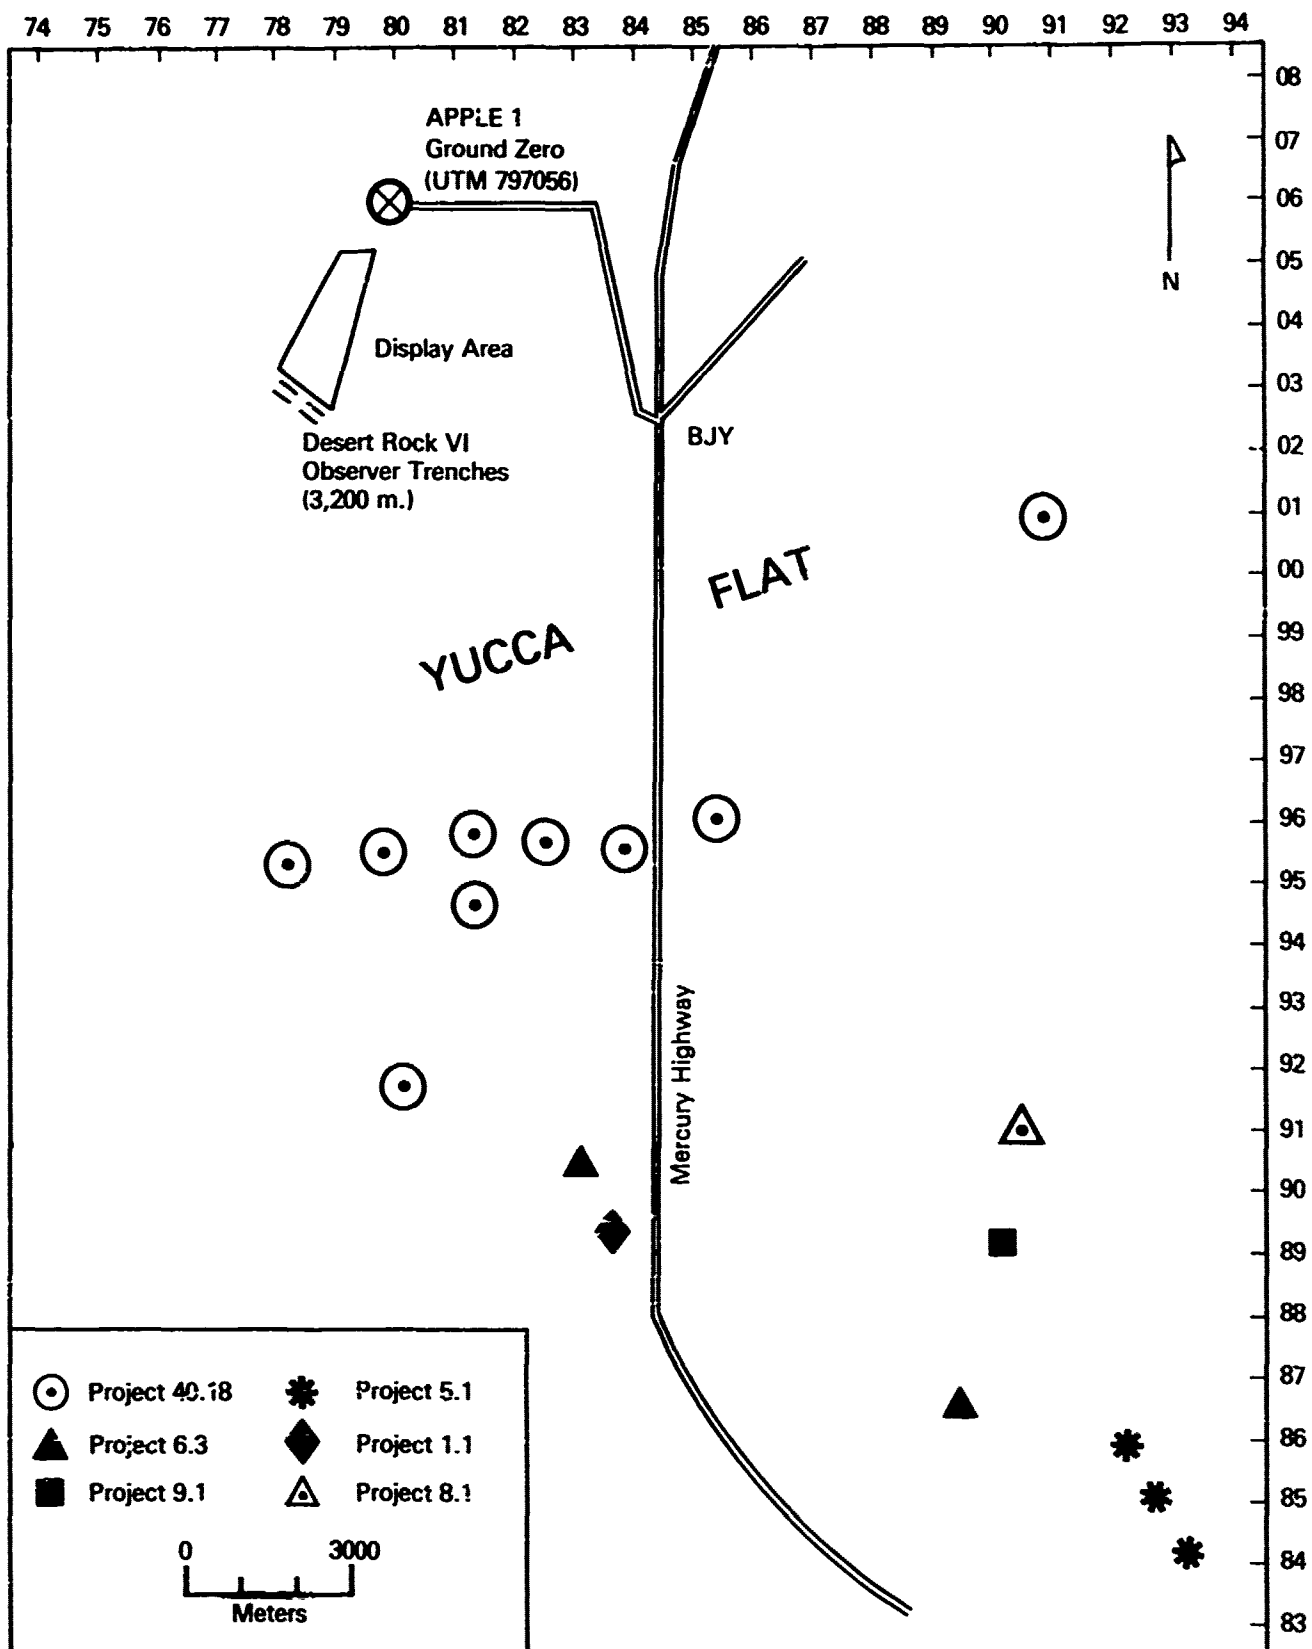 74 75 76 77 78 79 80 81 82 83 84 85 86 87 88 89 90 91 92 93 94
08
APPLE 1
07
Ground Zero
(UTM 797056)
06
05
N
04
Display Area
03
BJY
Desert Rock VI
02
Observer Trenches
(3,200 m.)
01
00
FLAT
99
YUCCA
98
97
96
95
94
93
Mercury Highway
92
91
90
89
88
87
Project 40.18
Project 5.1
86
Project 6.3
Project 1.1
85
Project 9.1
Project 8.1
84
0 3000
Meters
83